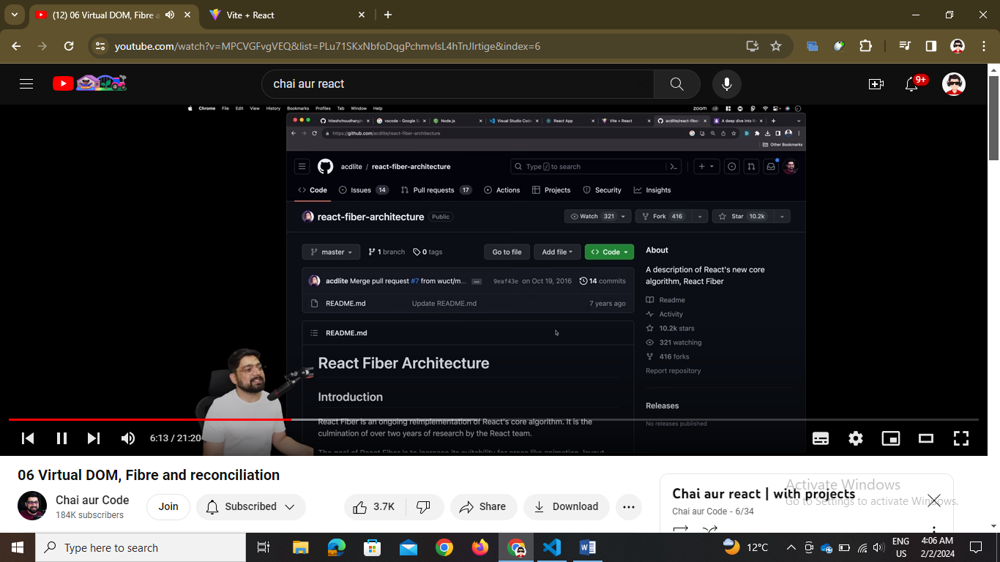 (12) 06 Virtual DOM, Fibre a
Vite + React
youtube.com/watch?v=MPCVGFvgVEQ&list=PLu71SKxNbfoDqgPchmvIsL4hTnJIrtige&index=6
chai aur react
9+
Chrome File Edit View History Bookmarks Profiles Tab Window Help
zoom
hiteshchoudhary/
vscode - Google S
Node.js
Visual Studio Code
React App
Vite + React
acdlite/react-fiber
A deep dive into Re
https://github.com/acdlite/react-fiber-architecture
Other Bookmarks
acdlite / react-fiber-architecture
Type / to search
Code Issues 14 Pull requests 17 Actions Projects Security Insights
react-fiber-architecture Public
Watch 321 Fork 416 Star 10.2k
master 1 branch 0 tags Go to file Add file Code
acdlite Merge pull request #7 from wuct/m... ... 9eaf43e on Oct 19, 2016 14 commits
README.md Update README.md 7 years ago
README.md
React Fiber Architecture
Introduction
React Fiber is an ongoing reimplementation of React's core algorithm. It is the
culmination of over two years of research by the React team.
The goal of React Fiber is to increase its suitability for areas like animation, layout,
About
A description of React's new core
algorithm, React Fiber
Readme
Activity
10.2k stars
321 watching
416 forks
Report repository
Releases
No releases published
6:13 / 21:20
06 Virtual DOM, Fibre and reconciliation
Chai aur Code
184K subscribers
Join
Subscribed
3.7K
Share
Download
Chai aur react | with projects
Chai aur Code - 6/34
Activate Windows
Go to Settings to activate Windows.
Type here to search
12°C
ENG
US
4:06 AM
2/2/2024